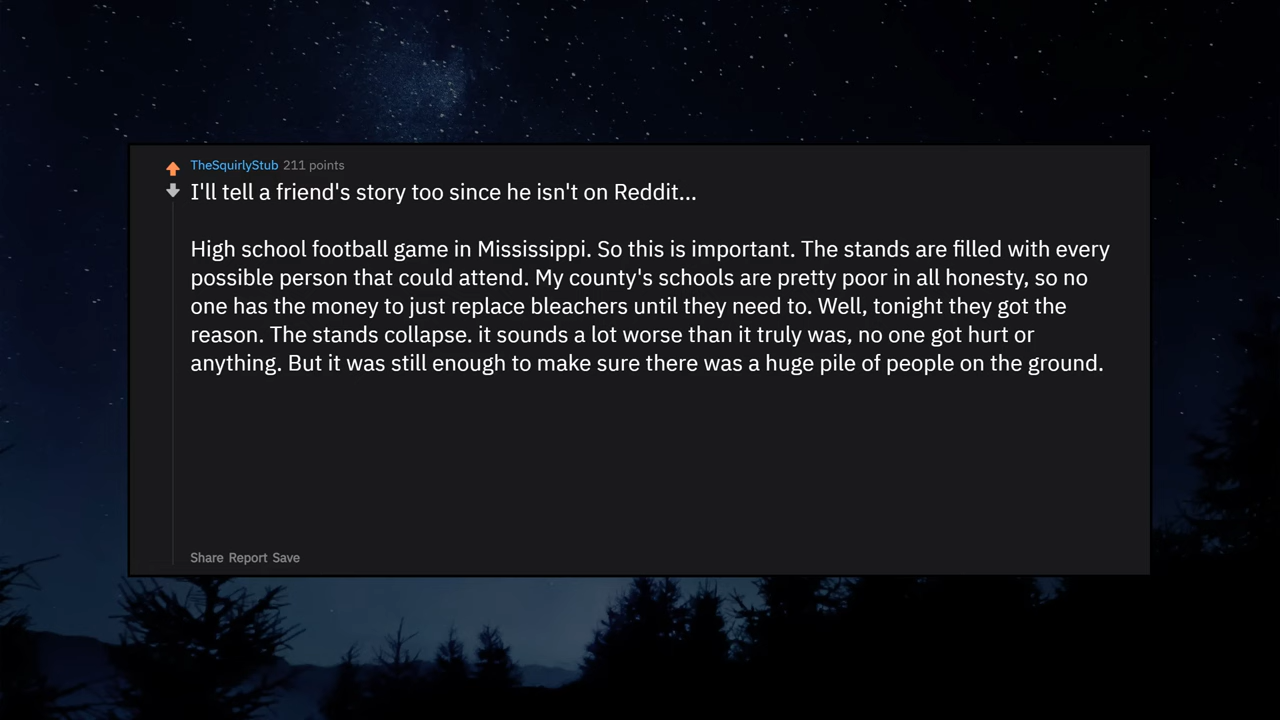 TheSquirlyStub 211 points
I'll tell a friend's story too since he isn't on Reddit...
High school football game in Mississippi. So this is important. The stands are filled with every
possible person that could attend. My county's schools are pretty poor in all honesty, so no
one has the money to just replace bleachers until they need to. Well, tonight they got the
reason. The stands collapse. it sounds a lot worse than it truly was, no one got hurt or
anything. But it was still enough to make sure there was a huge pile of people on the ground.
Share Report Save